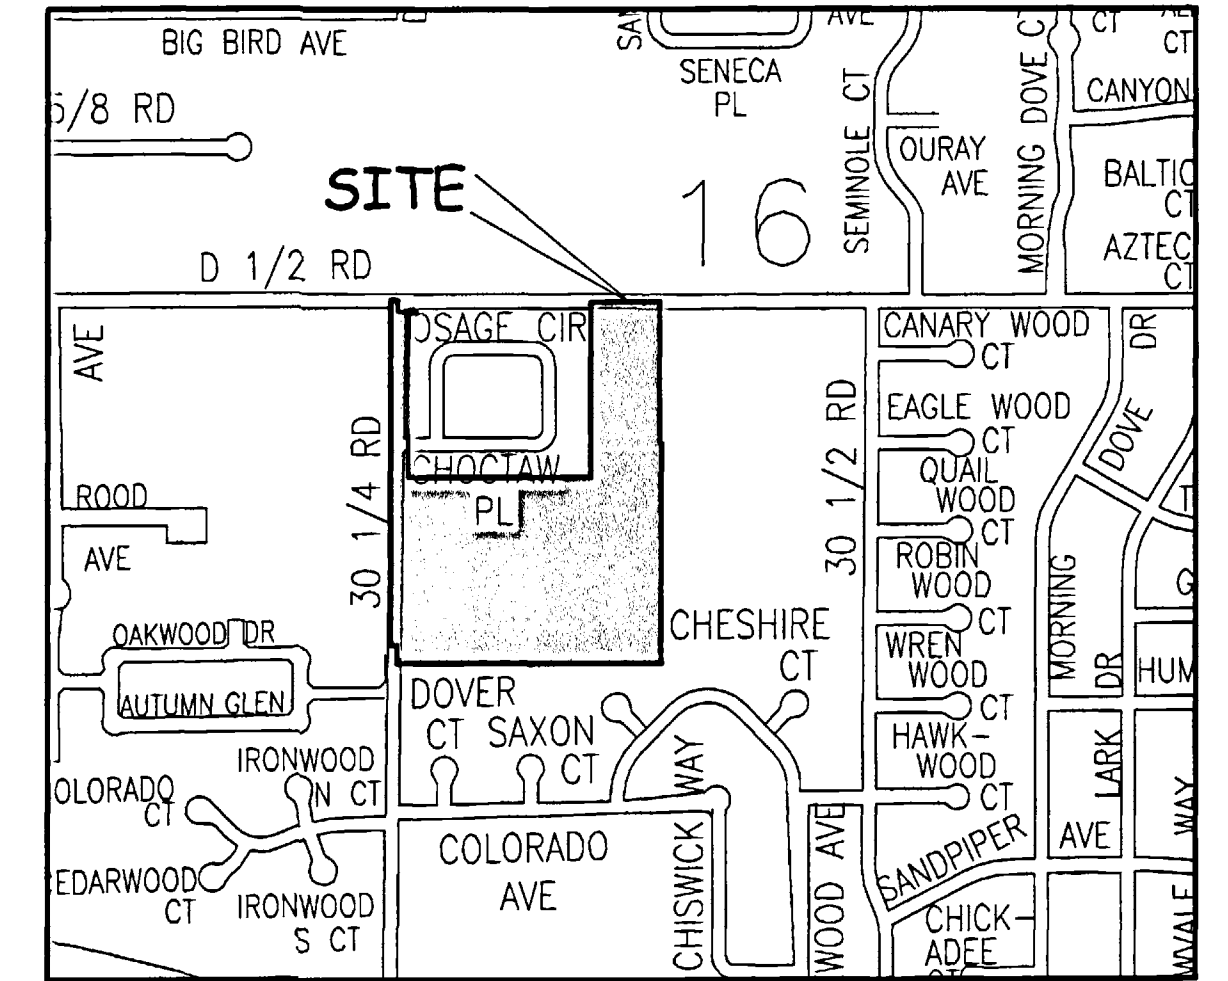 BIG BIRD AVE
5/8 RD
SENECA
PL
AVE
SEMINOLE CT
OURAY
AVE
MORNING DOVE C
CT
CT
CANYON
BALTIC
CT
AZTEC
CT
SITE
16
D 1/2 RD
AVE
OSAGE CIR
CHOCTAW
PL
30 1/4 RD
30 1/2 RD
ROOD
AVE
OAKWOOD DR
AUTUMN GLEN
CANARY WOOD
CT
EAGLE WOOD
CT
QUAIL
WOOD
CT
ROBIN
WOOD
CT
WREN
WOOD
CT
HAWK-
WOOD
CT
DR
DOVE
MORNING
DR
HUM
LARK
WAY
CHESHIRE
CT
DOVER
CT
SAXON
CT
WAY
CHISWICK
IRONWOOD
N CT
OLORADO
CT
EDARWOOD
CT
IRONWOOD
S CT
COLORADO
AVE
WOOD AVE
SANDPIPER
AVE
CHICK-
ADEE
CT
WVALE